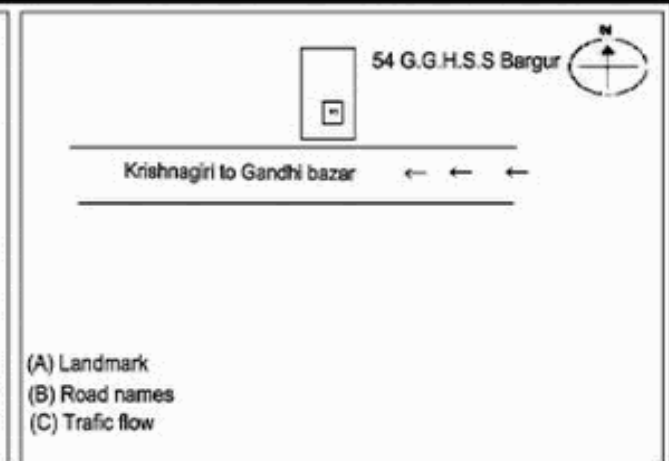 N
54 G.G.H.S.S Bargur
Krishnagiri to Gandhi bazar ← ← ←
(A) Landmark
(B) Road names
(C) Trafic flow